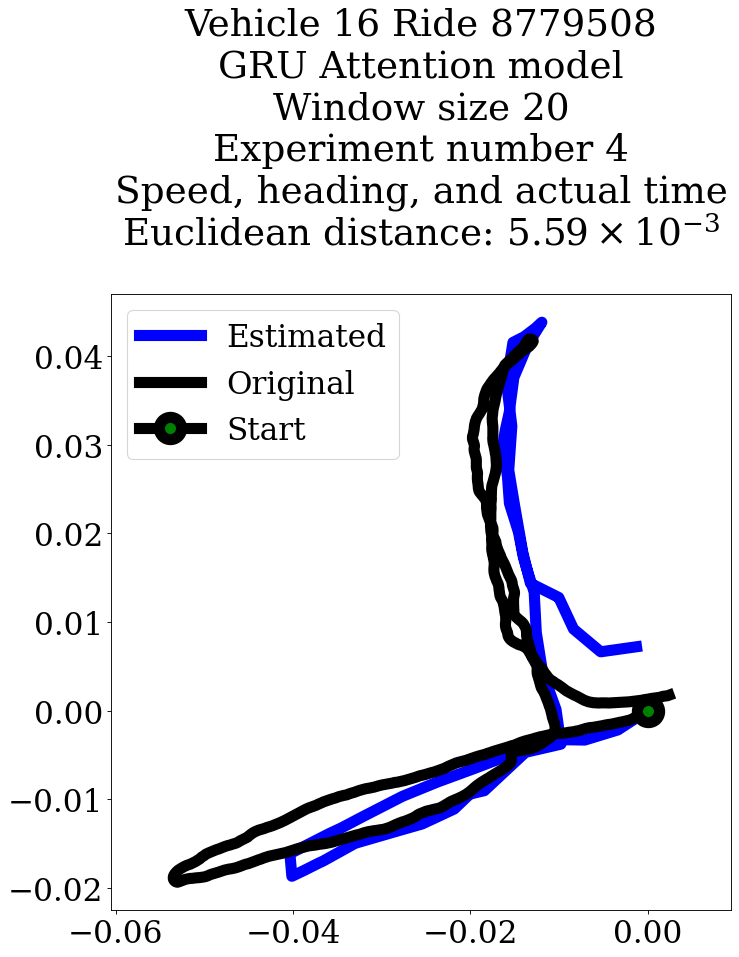 Vehicle 16 Ride 8779508
GRU Attention model
Window size 20
Experiment number 4
Speed, heading, and actual time
Euclidean distance: 5.59 × 10⁻³
Estimated
Original
Start
0.04
0.03
0.02
0.01
0.00
−0.01
−0.02
−0.06 −0.04 −0.02 0.00